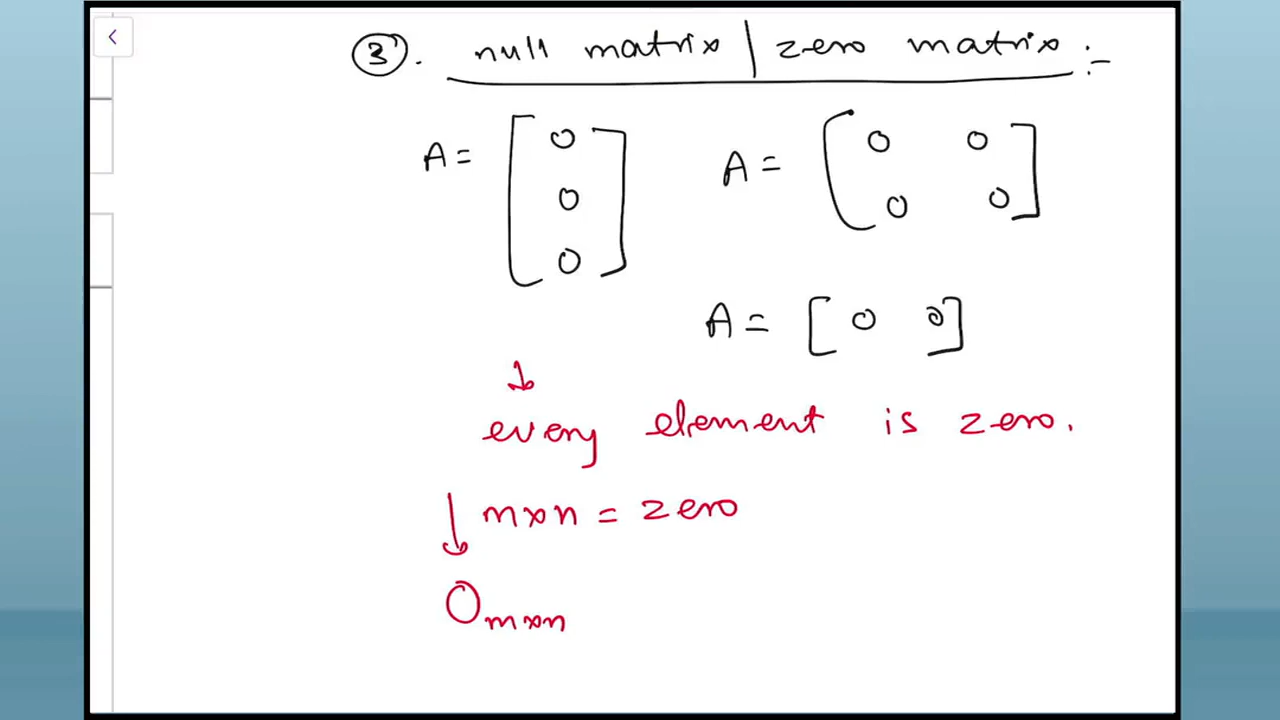 3. null matrix | zero matrix :-
A = [0 0 0] A = [0 0
0 0]
A = [0 0]
↓
every element is zero.
↓ m×n = zero
O m×n